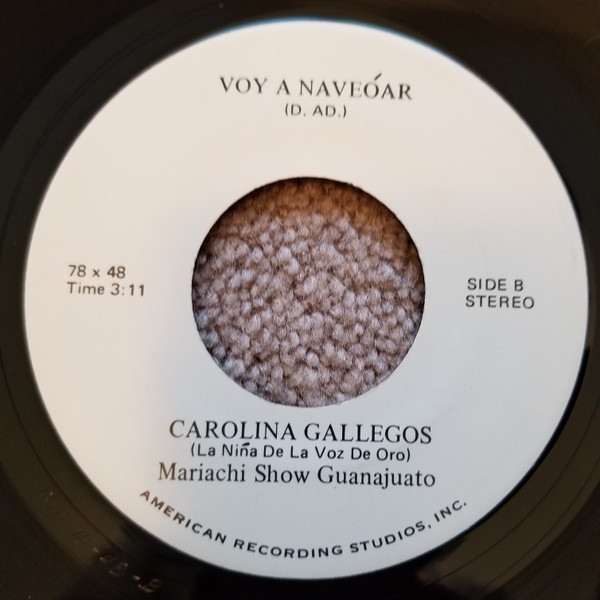 VOY A NAVEÓAR
(D. AD.)
78 x 48
Time 3:11
SIDE B
STEREO
CAROLINA GALLEGOS
(La Niña De La Voz De Oro)
Mariachi Show Guanajuato
AMERICAN RECORDING STUDIOS, INC.